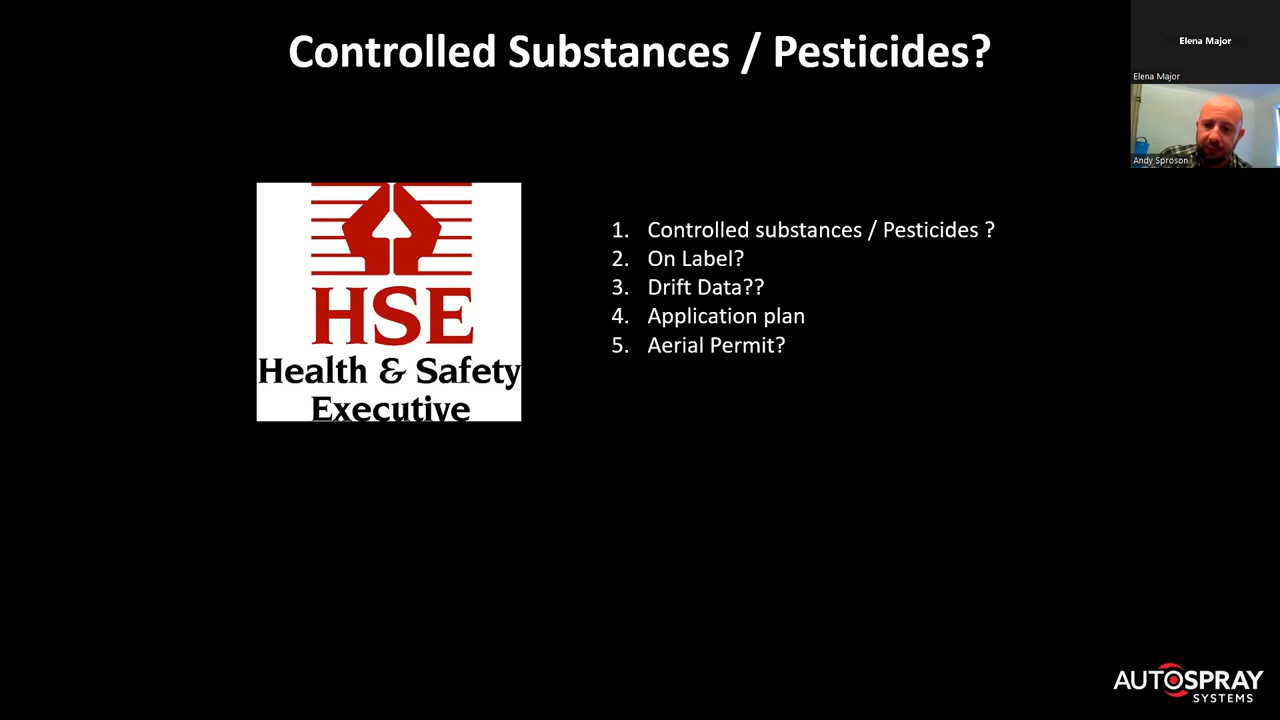 Controlled Substances / Pesticides?
Elena Major
Elena Major
Andy Sproson
HSE
Health & Safety
Executive
1. Controlled substances / Pesticides ?
2. On Label?
3. Drift Data??
4. Application plan
5. Aerial Permit?
AUTOSPRAY
SYSTEMS